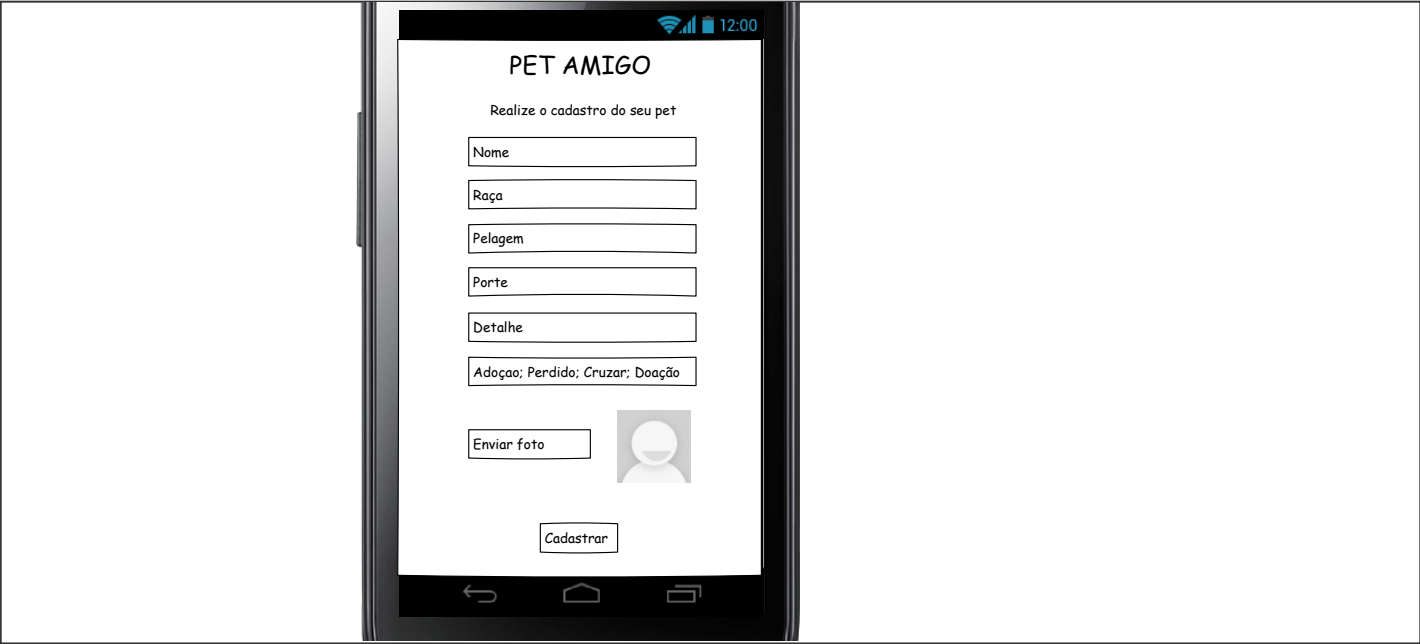 12:00
PET AMIGO
Realize o cadastro do seu pet
Nome
Raça
Pelagem
Porte
Detalhe
Adoçao; Perdido; Cruzar; Doação
Enviar foto
Cadastrar